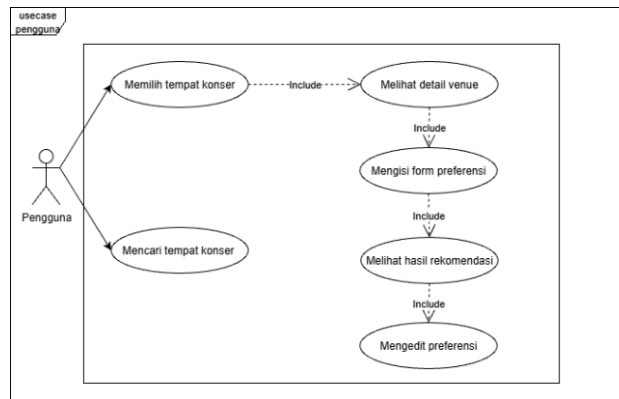 usecase
pengguna
Memilih tempat konser
Include
Melihat detail venue
Include
Mengisi form preferensi
Pengguna
Include
Mencari tempat konser
Melihat hasil rekomendasi
Include
Mengedit preferensi